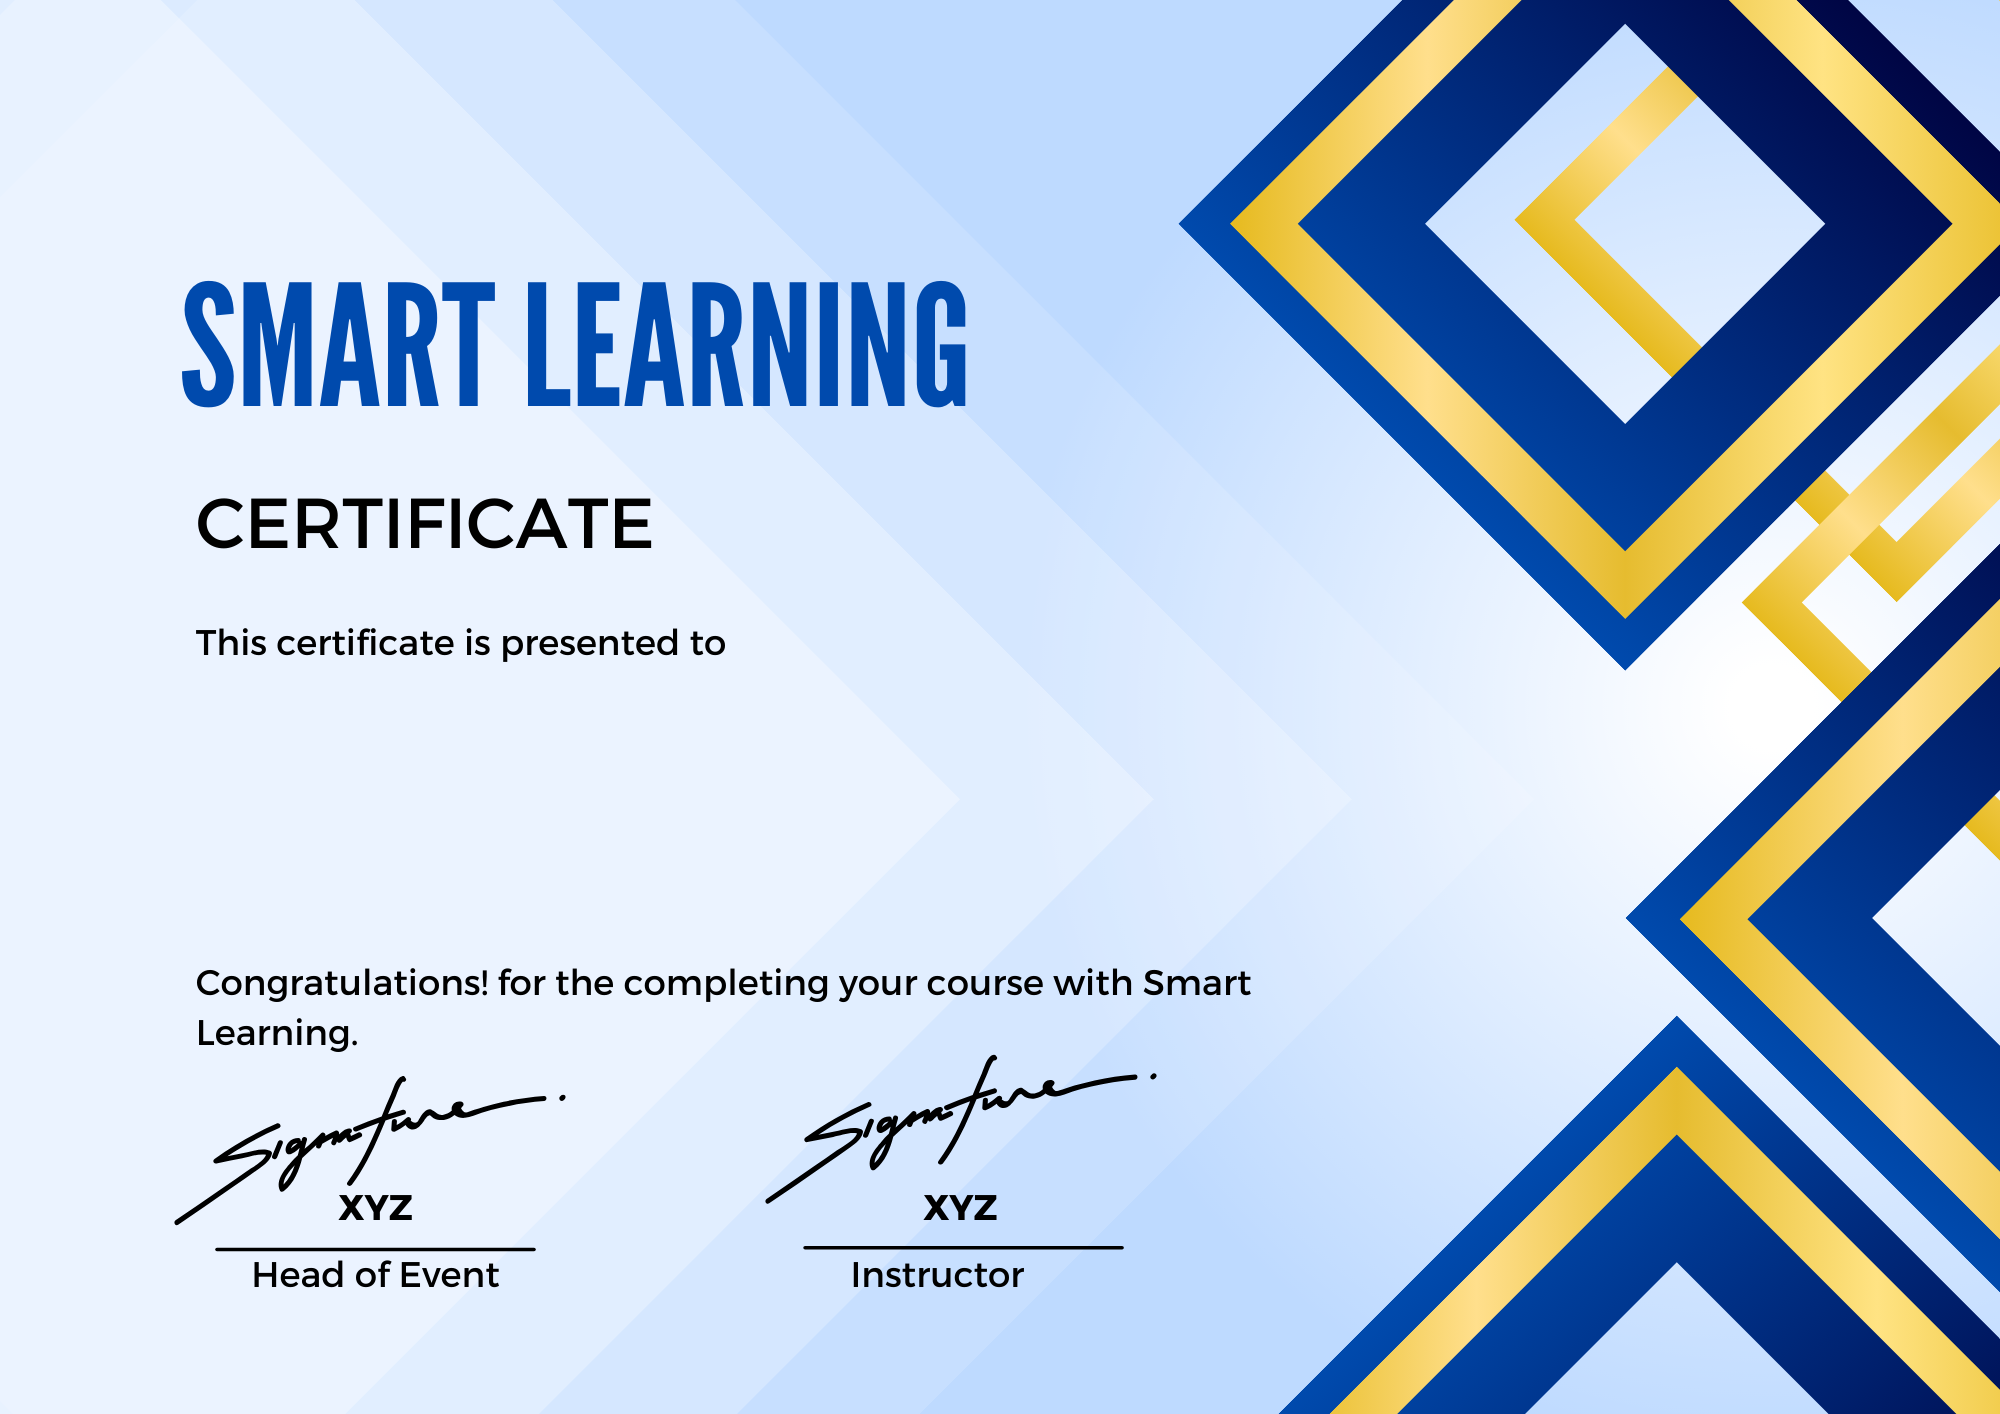 SMART LEARNING
CERTIFICATE
This certificate is presented to
Congratulations! for the completing your course with Smart
Learning.
Signature Signature
XYZ XYZ
Head of Event Instructor